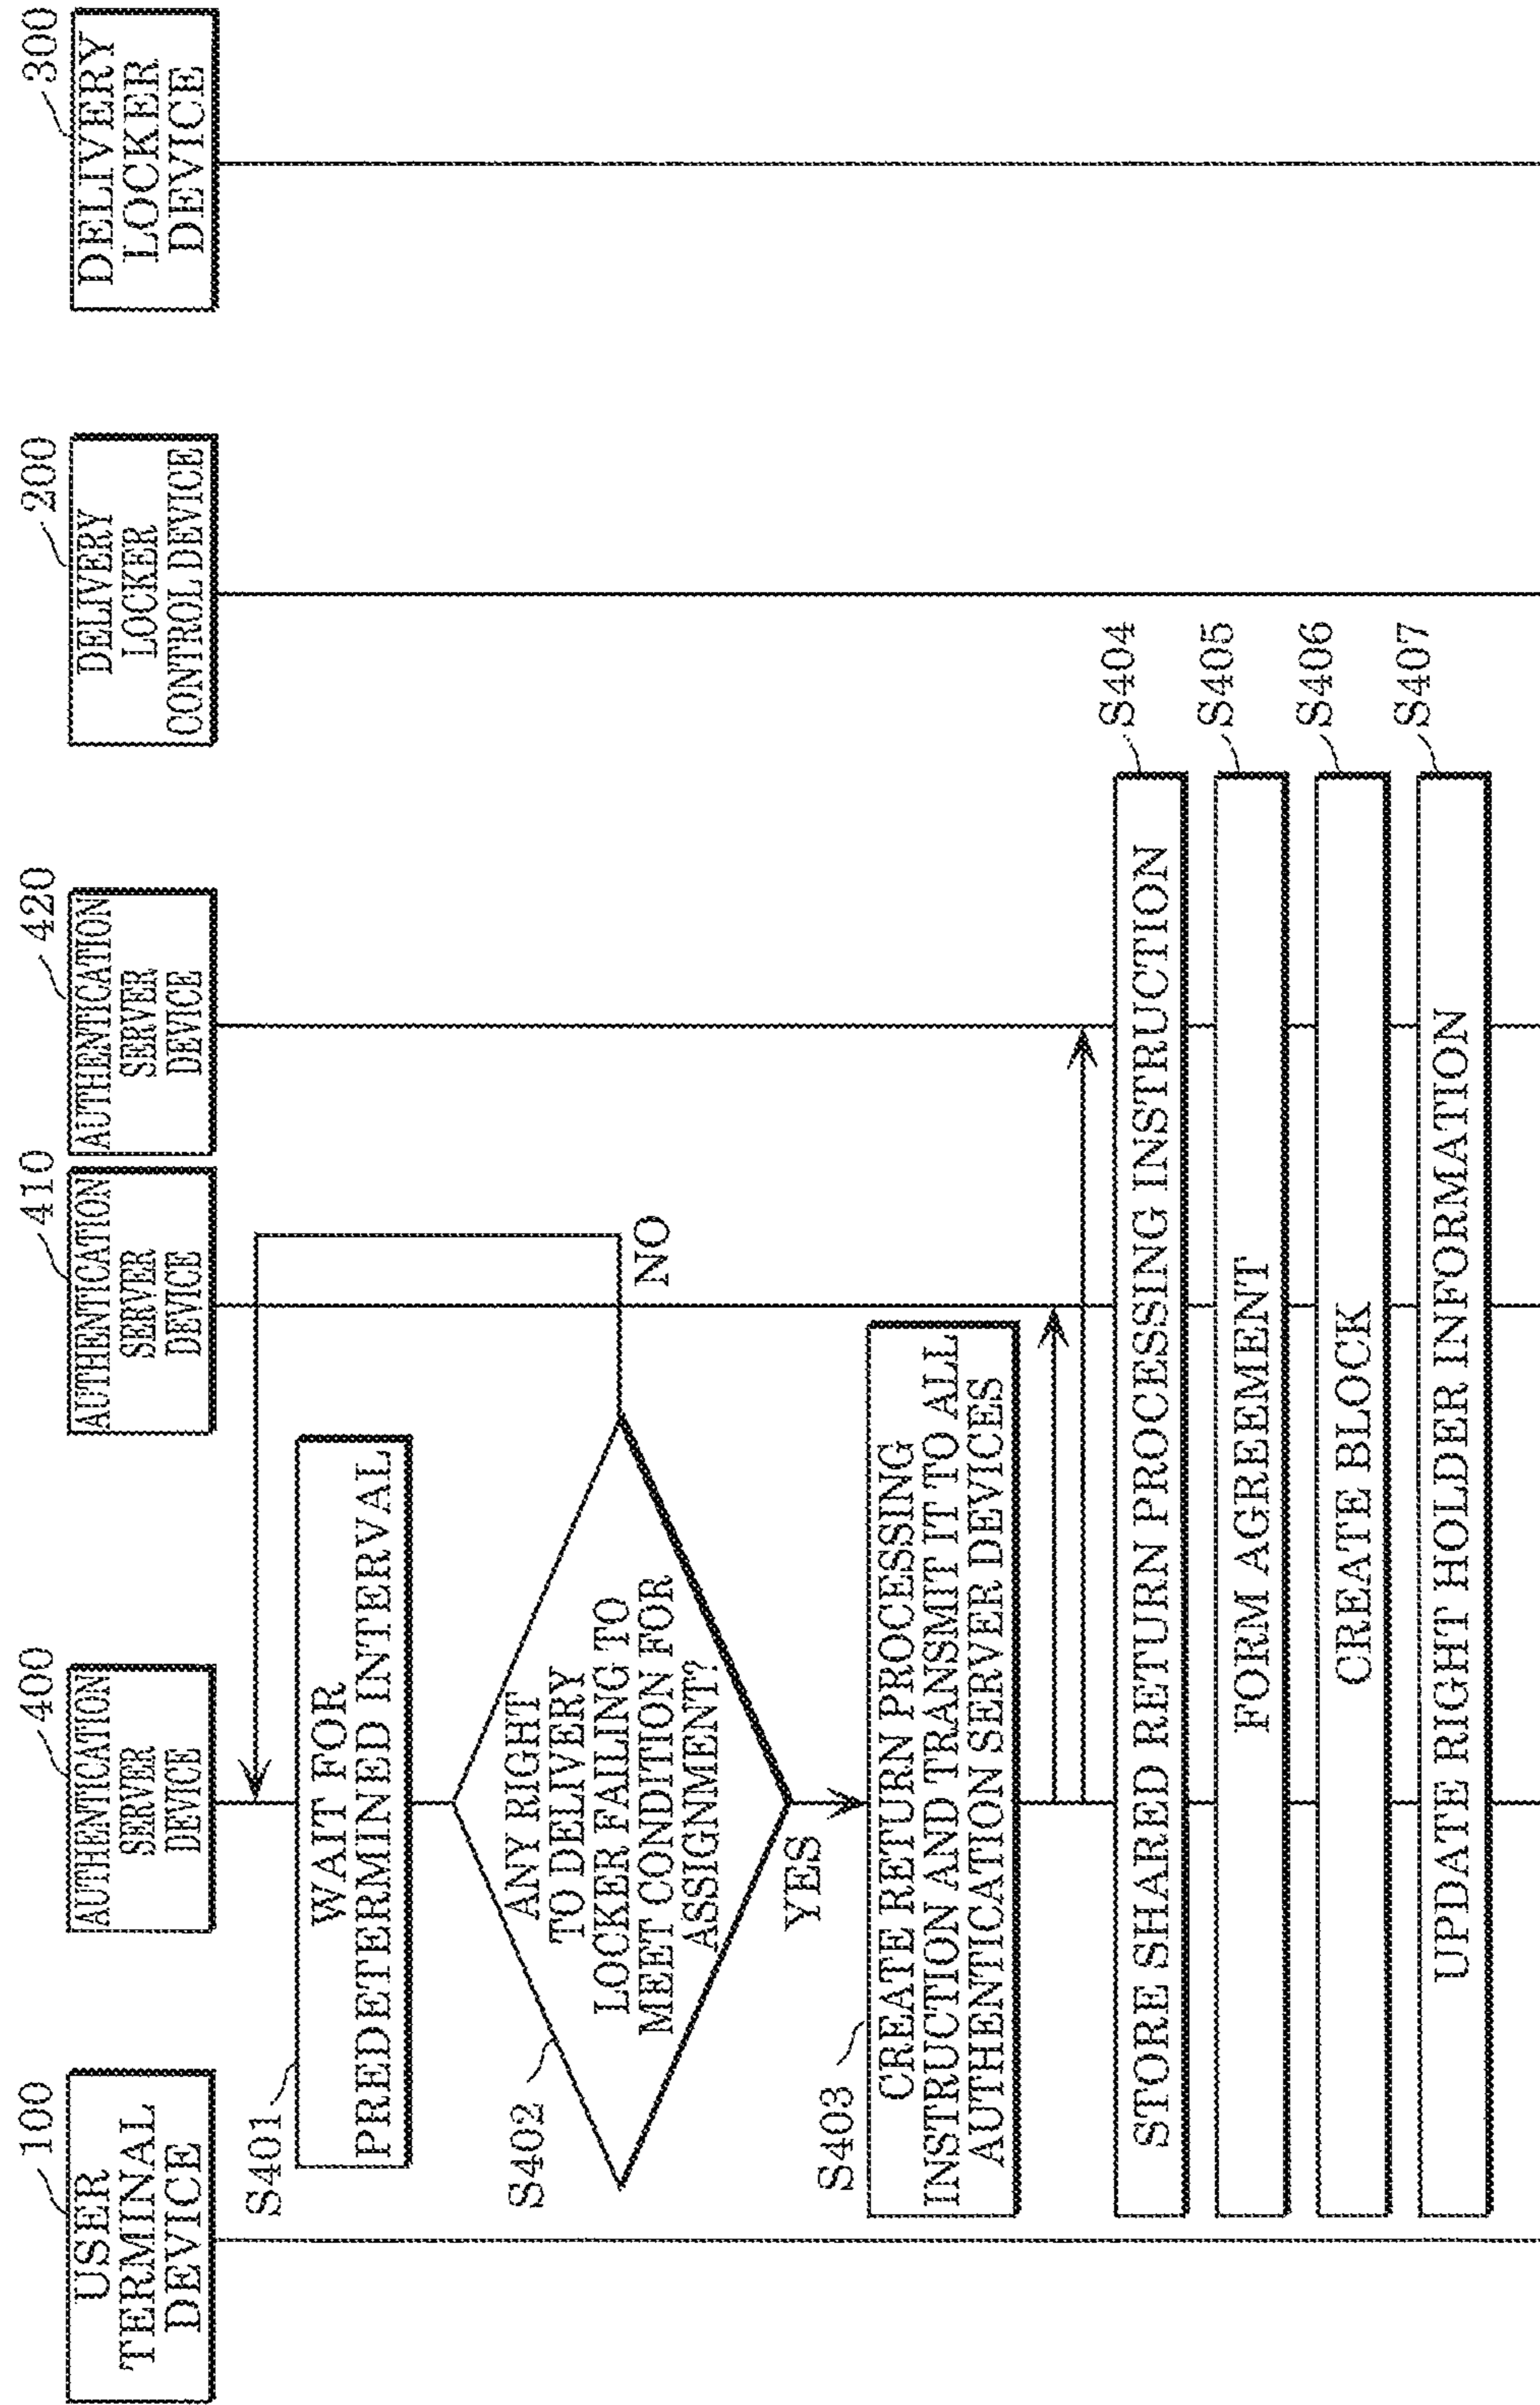 100
USER
TERMINAL
DEVICE
400
AUTHENTICATION
SERVER
DEVICE
410
AUTHENTICATION
SERVER
DEVICE
420
AUTHENTICATION
SERVER
DEVICE
200
DELIVERY
LOCKER
CONTROL DEVICE
300
DELIVERY
LOCKER
DEVICE
S401
WAIT FOR
PREDETERMINED INTERVAL
S402
ANY RIGHT
TO DELIVERY
LOCKER FAILING TO
MEET CONDITION FOR
ASSIGNMENT?
NO
YES
S403
CREATE RETURN PROCESSING
INSTRUCTION AND TRANSMIT IT TO ALL
AUTHENTICATION SERVER DEVICES
STORE SHARED RETURN PROCESSING INSTRUCTION
S404
FORM AGREEMENT
S405
CREATE BLOCK
S406
UPDATE RIGHT HOLDER INFORMATION
S407